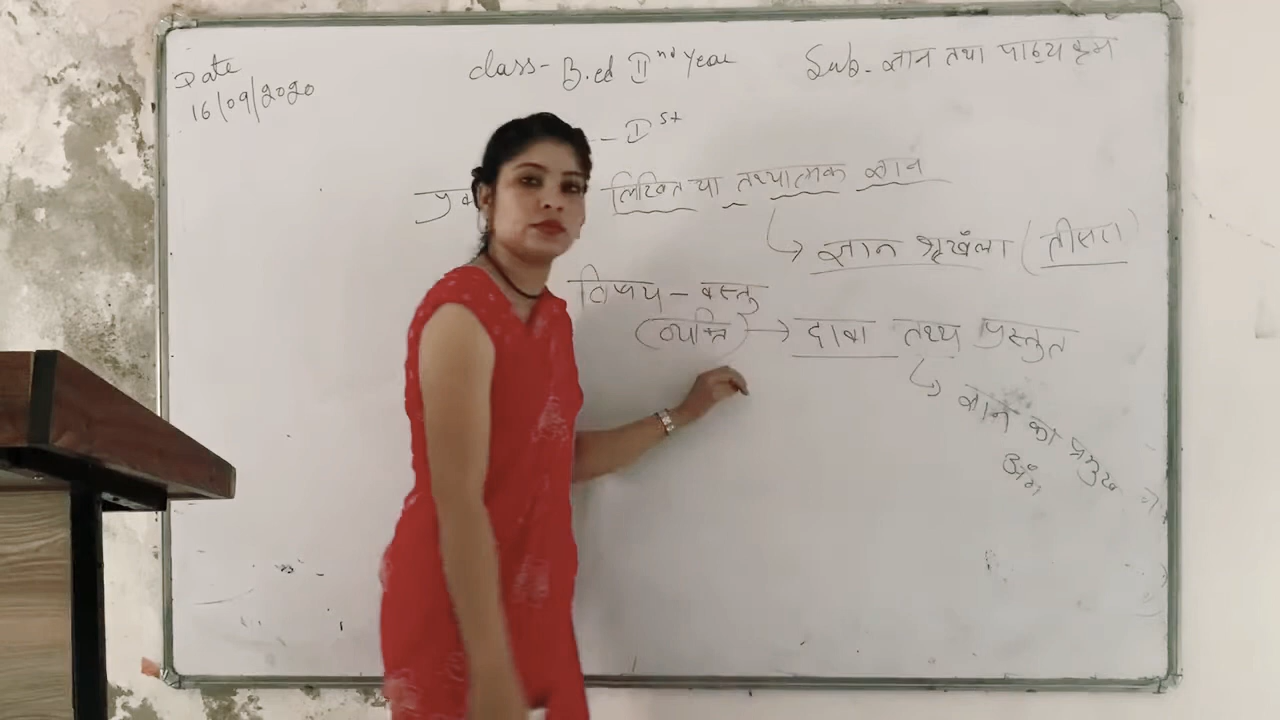 Date
16/09/2020
class- B.ed II nd Year
Sub- ज्ञान तथा पाठ्यक्रम
- I st
लिखित या तथ्यात्मक ज्ञान
ज्ञान श्रृखंला (तीसरा)
विषय - वस्तु
(व्यक्ति) → दावा तथ्य प्रस्तुत
ज्ञान का प्रमुख
अंग